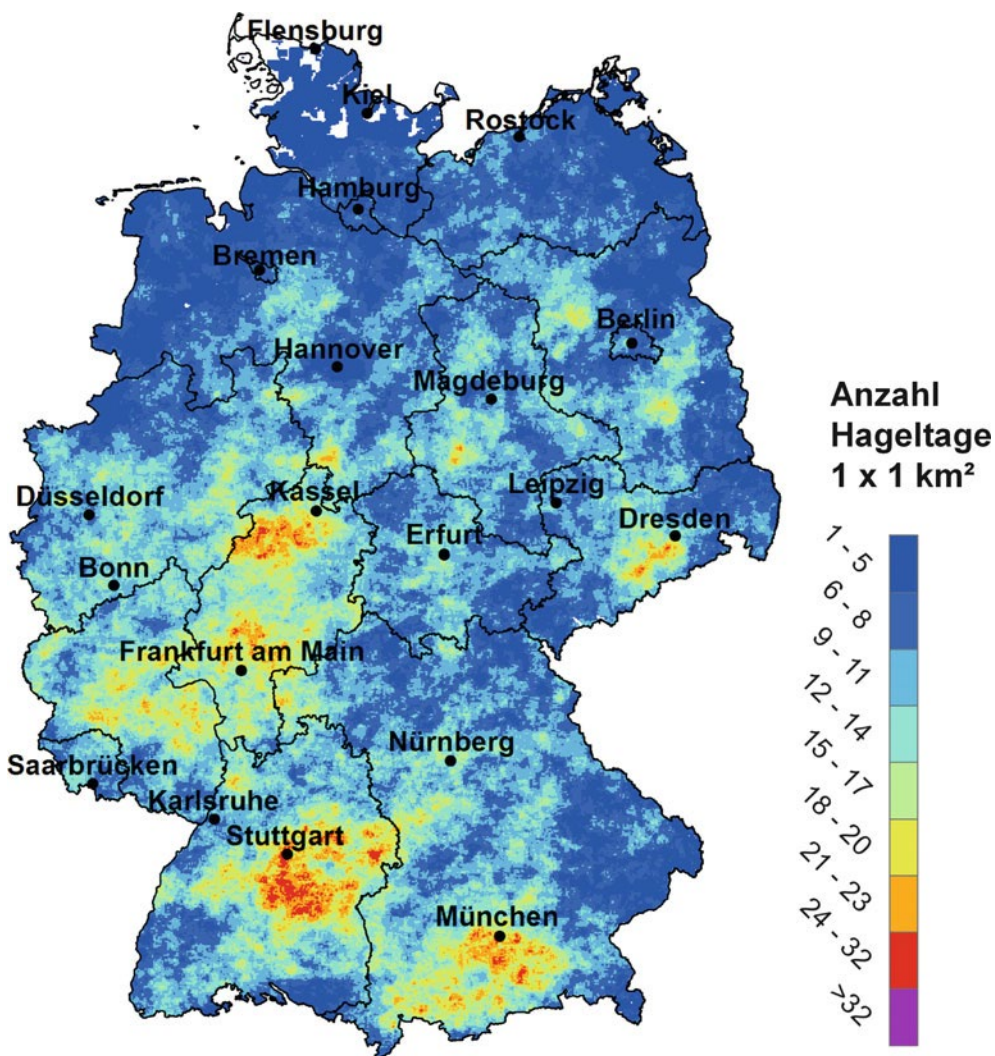 Flensburg
Kiel
Rostock
Hamburg
Bremen
Berlin
Hannover
Magdeburg
Kassel
Leipzig
Düsseldorf
Dresden
Erfurt
Bonn
Frankfurt am Main
Nürnberg
Saarbrücken
Karlsruhe
Stuttgart
München
Anzahl
Hageltage
1 x 1 km²
1 - 5
6 - 8
9 - 11
12 - 14
15 - 17
18 - 20
21 - 23
24 - 32
>32